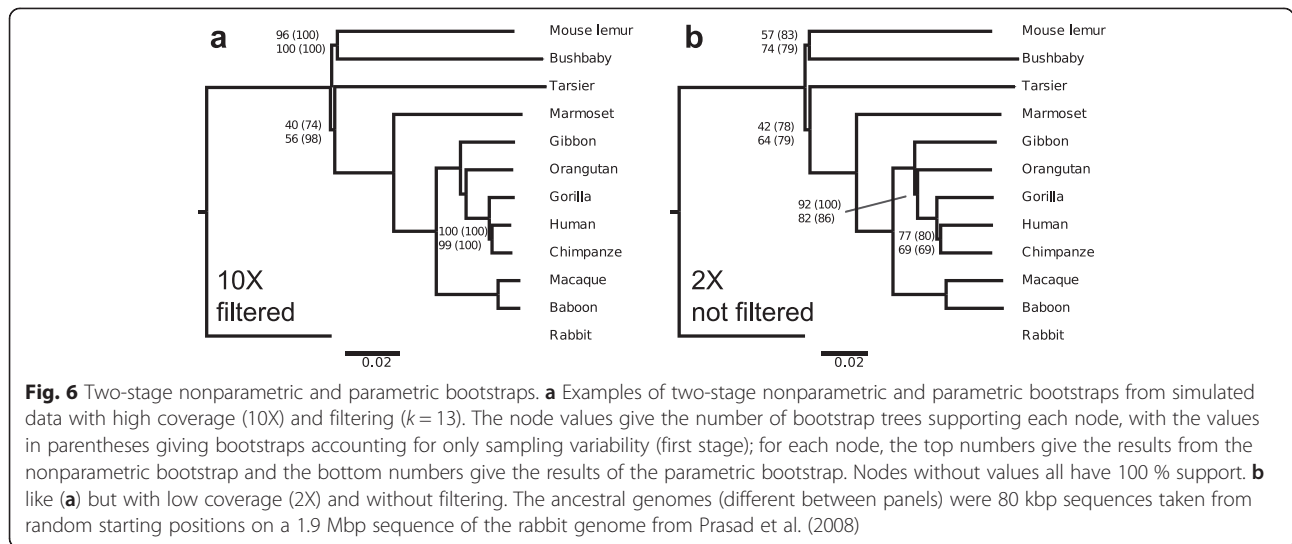 a
96 (100)
100 (100)
40 (74)
56 (98)
100 (100)
99 (100)
10X
filtered
0.02
Mouse lemur
Bushbaby
Tarsier
Marmoset
Gibbon
Orangutan
Gorilla
Human
Chimpanze
Macaque
Baboon
Rabbit
b
57 (83)
74 (79)
42 (78)
64 (79)
92 (100)
82 (86)
77 (80)
69 (69)
2X
not filtered
0.02
Mouse lemur
Bushbaby
Tarsier
Marmoset
Gibbon
Orangutan
Gorilla
Human
Chimpanze
Macaque
Baboon
Rabbit
Fig. 6 Two-stage nonparametric and parametric bootstraps. a Examples of two-stage nonparametric and parametric bootstraps from simulated
data with high coverage (10X) and filtering (k = 13). The node values give the number of bootstrap trees supporting each node, with the values
in parentheses giving bootstraps accounting for only sampling variability (first stage); for each node, the top numbers give the results from the
nonparametric bootstrap and the bottom numbers give the results of the parametric bootstrap. Nodes without values all have 100 % support. b
like (a) but with low coverage (2X) and without filtering. The ancestral genomes (different between panels) were 80 kbp sequences taken from
random starting positions on a 1.9 Mbp sequence of the rabbit genome from Prasad et al. (2008)